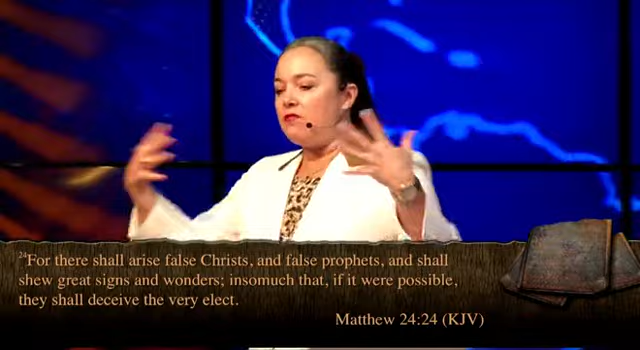 ²⁴For there shall arise false Christs, and false prophets, and shall
shew great signs and wonders; insomuch that, if it were possible,
they shall deceive the very elect.
Matthew 24:24 (KJV)